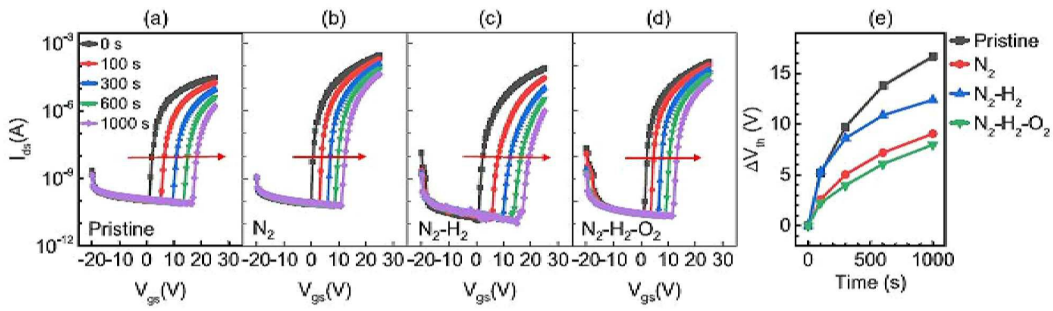 (a) (b) (c) (d) (e)
10⁻³
10⁻⁶
10⁻⁹
10⁻¹²
I_ds(A)
0 s
100 s
300 s
600 s
1000 s
Pristine
N₂
N₂-H₂
N₂-H₂-O₂
-20 -10 0 10 20 30
-20 -10 0 10 20 30
-20 -10 0 10 20 30
-20 -10 0 10 20 30
V_gs(V)
V_gs(V)
V_gs(V)
V_gs(V)
15
10
5
0
ΔV_th (V)
0 500 1000
Time (s)
Pristine
N₂
N₂-H₂
N₂-H₂-O₂